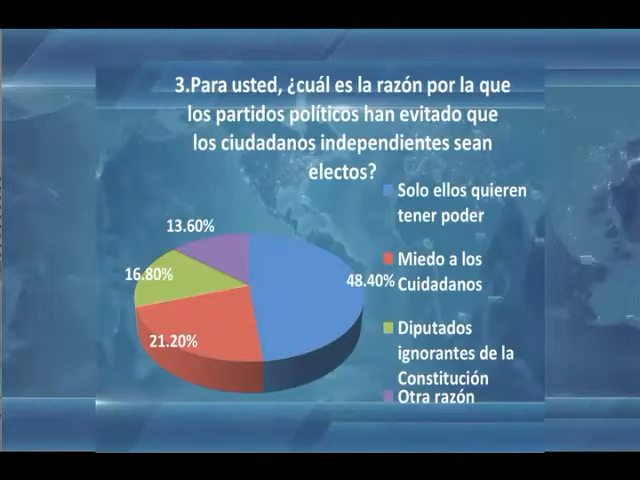 3.Para usted, ¿cuál es la razón por la que
los partidos políticos han evitado que
los ciudadanos independientes sean
electos?
Solo ellos quieren
tener poder
Miedo a los
Cuidadanos
Diputados
ignorantes de la
Constitución
Otra razón
13.60%
16.80%
48.40%
21.20%